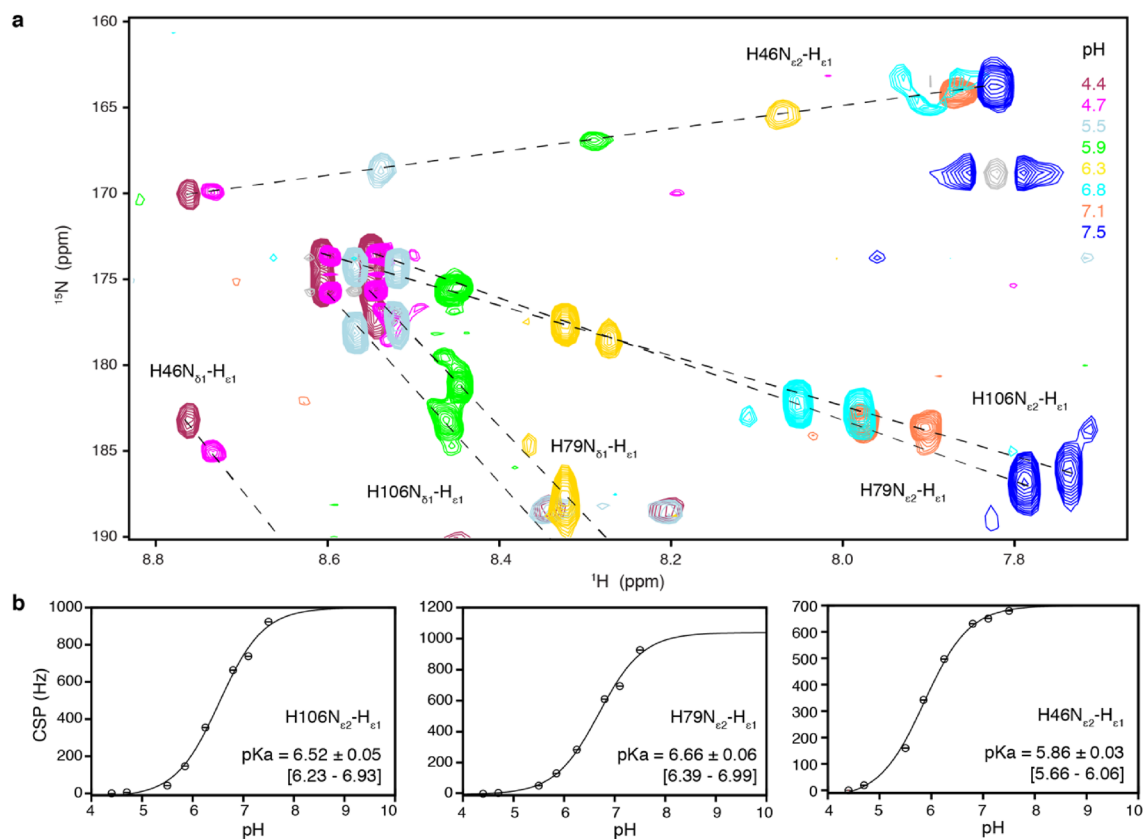 a
160
165
170
175
180
185
190
¹⁵N (ppm)
8.8
8.6
8.4
8.2
8.0
7.8
¹H (ppm)
H46Nε2-Hε1
pH
4.4
4.7
5.5
5.9
6.3
6.8
7.1
7.5
H46Nδ1-Hε1
H106Nδ1-Hε1
H79Nδ1-Hε1
H106Nε2-Hε1
H79Nε2-Hε1
b
CSP (Hz)
1000
800
600
400
200
0
4 5 6 7 8 9 10
pH
H106Nε2-Hε1
pKa = 6.52 ± 0.05
[6.23 - 6.93]
1200
1000
800
600
400
200
0
4 5 6 7 8 9 10
pH
H79Nε2-Hε1
pKa = 6.66 ± 0.06
[6.39 - 6.99]
700
600
500
400
300
200
100
0
4 5 6 7 8 9 10
pH
H46Nε2-Hε1
pKa = 5.86 ± 0.03
[5.66 - 6.06]